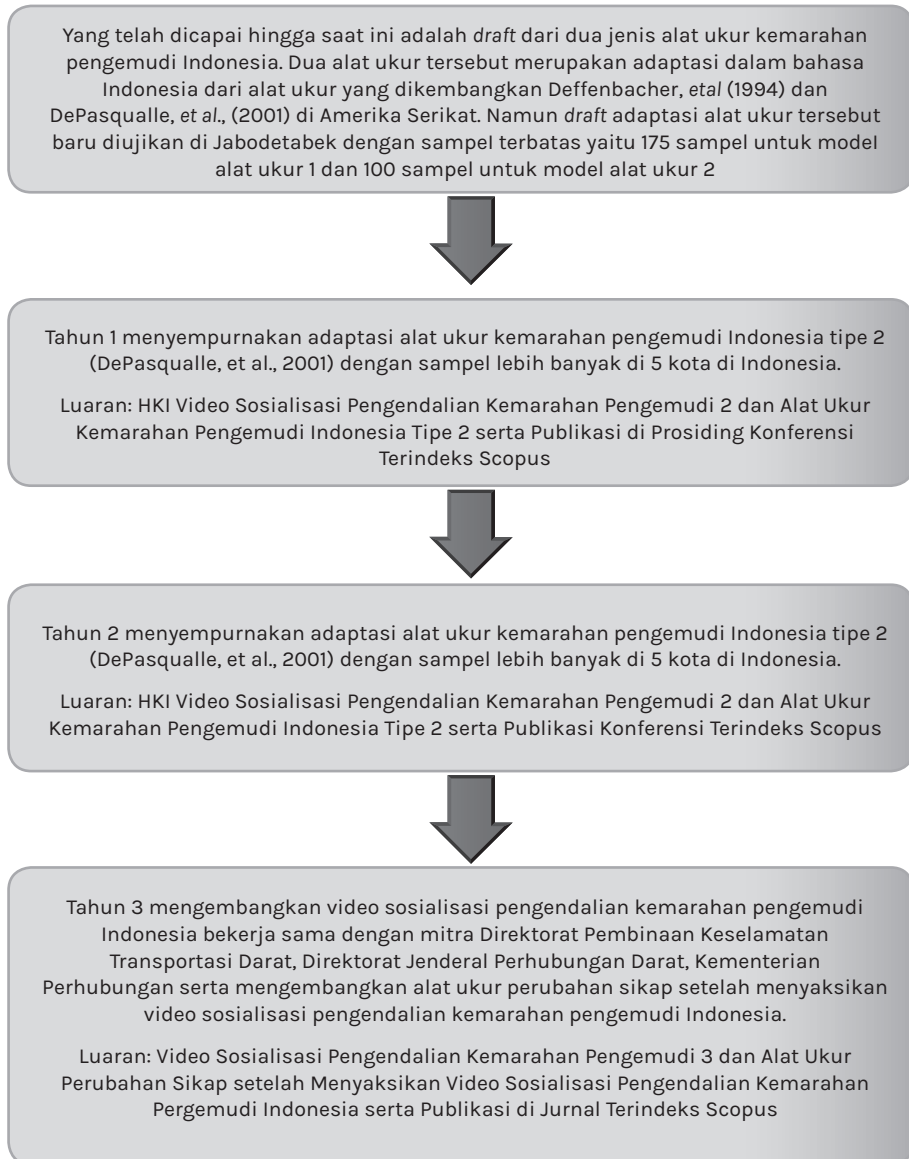 Yang telah dicapai hingga saat ini adalah draft dari dua jenis alat ukur kemarahan
pengemudi Indonesia. Dua alat ukur tersebut merupakan adaptasi dalam bahasa
Indonesia dari alat ukur yang dikembangkan Deffenbacher, etal (1994) dan
DePasqualle, et al., (2001) di Amerika Serikat. Namun draft adaptasi alat ukur tersebut
baru diujikan di Jabodetabek dengan sampel terbatas yaitu 175 sampel untuk model
alat ukur 1 dan 100 sampel untuk model alat ukur 2
Tahun 1 menyempurnakan adaptasi alat ukur kemarahan pengemudi Indonesia tipe 2
(DePasqualle, et al., 2001) dengan sampel lebih banyak di 5 kota di Indonesia.
Luaran: HKI Video Sosialisasi Pengendalian Kemarahan Pengemudi 2 dan Alat Ukur
Kemarahan Pengemudi Indonesia Tipe 2 serta Publikasi di Prosiding Konferensi
Terindeks Scopus
Tahun 2 menyempurnakan adaptasi alat ukur kemarahan pengemudi Indonesia tipe 2
(DePasqualle, et al., 2001) dengan sampel lebih banyak di 5 kota di Indonesia.
Luaran: HKI Video Sosialisasi Pengendalian Kemarahan Pengemudi 2 dan Alat Ukur
Kemarahan Pengemudi Indonesia Tipe 2 serta Publikasi Konferensi Terindeks Scopus
Tahun 3 mengembangkan video sosialisasi pengendalian kemarahan pengemudi
Indonesia bekerja sama dengan mitra Direktorat Pembinaan Keselamatan
Transportasi Darat, Direktorat Jenderal Perhubungan Darat, Kementerian
Perhubungan serta mengembangkan alat ukur perubahan sikap setelah menyaksikan
video sosialisasi pengendalian kemarahan pengemudi Indonesia.
Luaran: Video Sosialisasi Pengendalian Kemarahan Pengemudi 3 dan Alat Ukur
Perubahan Sikap setelah Menyaksikan Video Sosialisasi Pengendalian Kemarahan
Pergemudi Indonesia serta Publikasi di Jurnal Terindeks Scopus